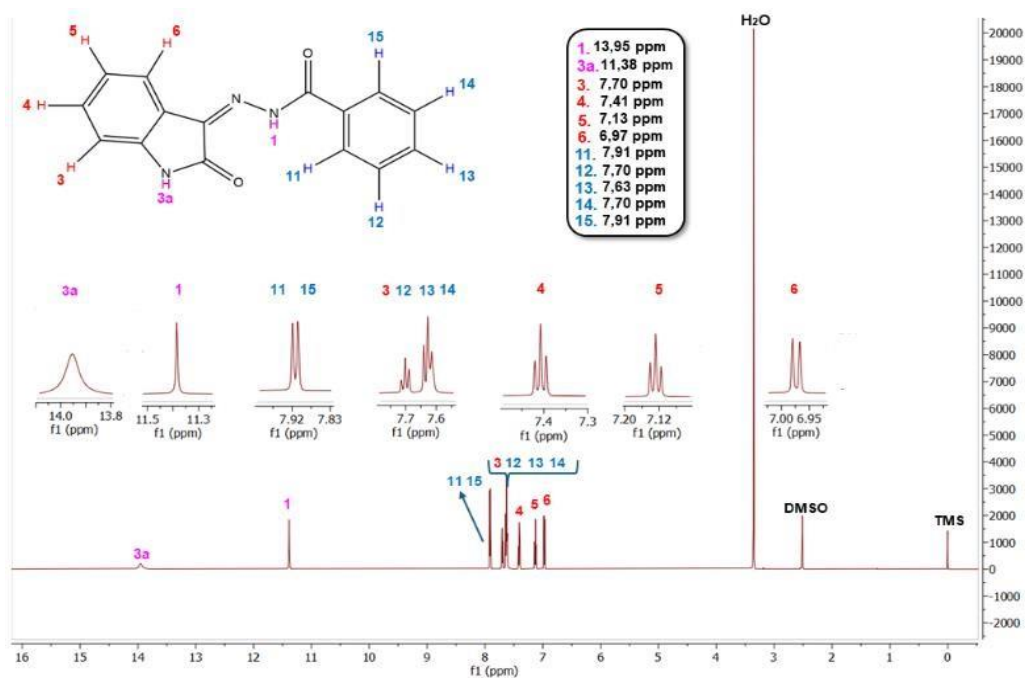 H2O
5
6
H
H
4 H
H
3
N
H
3a
O
N
N
H
1
O
15
H
H
14
H
11
H
13
H
12
1. 13,95 ppm
3a. 11,38 ppm
3. 7,70 ppm
4. 7,41 ppm
5. 7,13 ppm
6. 6,97 ppm
11. 7,91 ppm
12. 7,70 ppm
13. 7,63 ppm
14. 7,70 ppm
15. 7,91 ppm
3a
1
11 15
3 12 13 14
4
5
6
14.0 13.8
f1 (ppm)
11.5 11.3
f1 (ppm)
7.92 7.83
f1 (ppm)
7.7 7.6
f1 (ppm)
7.4 7.3
f1 (ppm)
7.20 7.12
f1 (ppm)
7.00 6.95
f1 (ppm)
3 12 13 14
11 15
3a
1
4
5
6
DMSO
TMS
20000
19000
18000
17000
16000
15000
14000
13000
12000
11000
10000
9000
8000
7000
6000
5000
4000
3000
2000
1000
0
-1000
-2000
16 15 14 13 12 11 10 9 8 7 6 5 4 3 2 1 0
f1 (ppm)